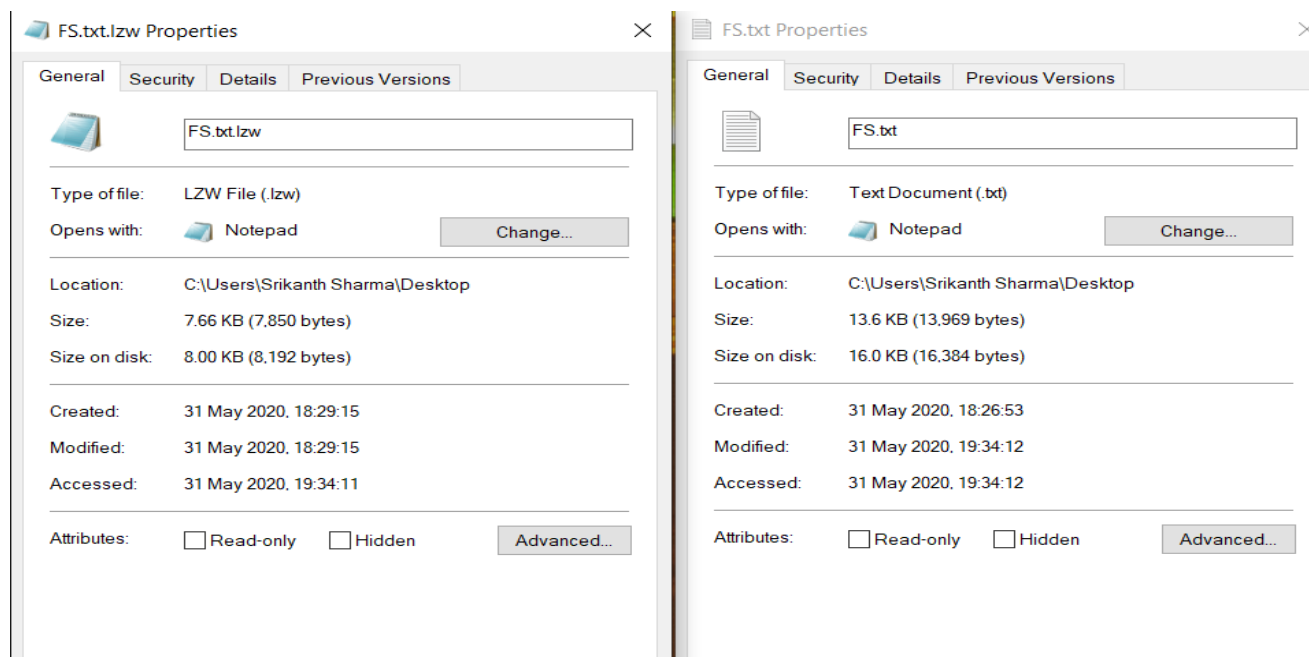 FS.txt.lzw Properties
General Security Details Previous Versions
FS.txt.lzw
Type of file: LZW File (.lzw)
Opens with: Notepad Change...
Location: C:\Users\Srikanth Sharma\Desktop
Size: 7.66 KB (7,850 bytes)
Size on disk: 8.00 KB (8,192 bytes)
Created: 31 May 2020, 18:29:15
Modified: 31 May 2020, 18:29:15
Accessed: 31 May 2020, 19:34:11
Attributes: Read-only Hidden Advanced...
FS.txt Properties
General Security Details Previous Versions
FS.txt
Type of file: Text Document (.txt)
Opens with: Notepad Change...
Location: C:\Users\Srikanth Sharma\Desktop
Size: 13.6 KB (13,969 bytes)
Size on disk: 16.0 KB (16,384 bytes)
Created: 31 May 2020, 18:26:53
Modified: 31 May 2020, 19:34:12
Accessed: 31 May 2020, 19:34:12
Attributes: Read-only Hidden Advanced...